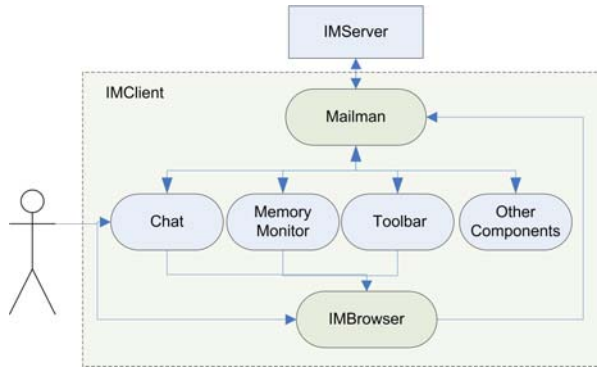 IMServer
IMClient
Mailman
Chat
Memory
Monitor
Toolbar
Other
Components
IMBrowser